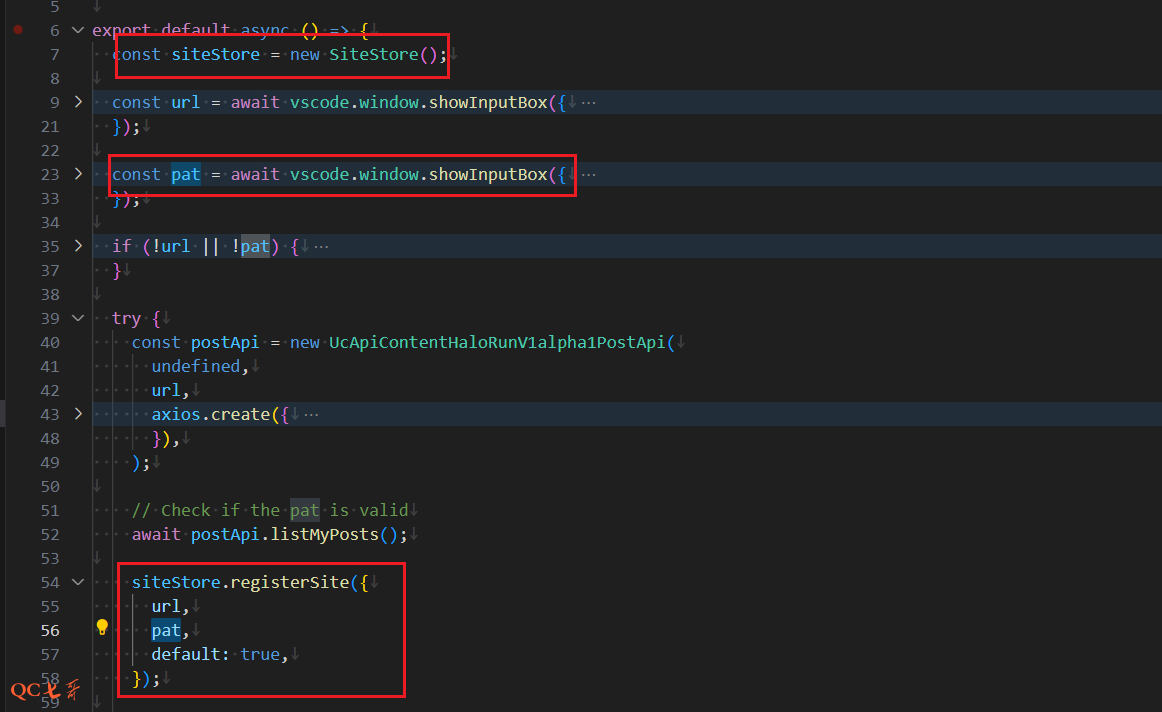 5
6 export default async () => {
7 const siteStore = new SiteStore();
8
9 const url = await vscode.window.showInputBox({ ···
21 });
22
23 const pat = await vscode.window.showInputBox({ ···
33 });
34
35 if (!url || !pat) { ···
37 }
38
39 try {
40 const postApi = new UcApiContentHaloRunV1alpha1PostApi(
41 undefined,
42 url,
43 axios.create({ ···
48 }),
49 );
50
51 // Check if the pat is valid
52 await postApi.listMyPosts();
53
54 siteStore.registerSite({
55 url,
56 pat,
57 default: true,
58 });
59
QC